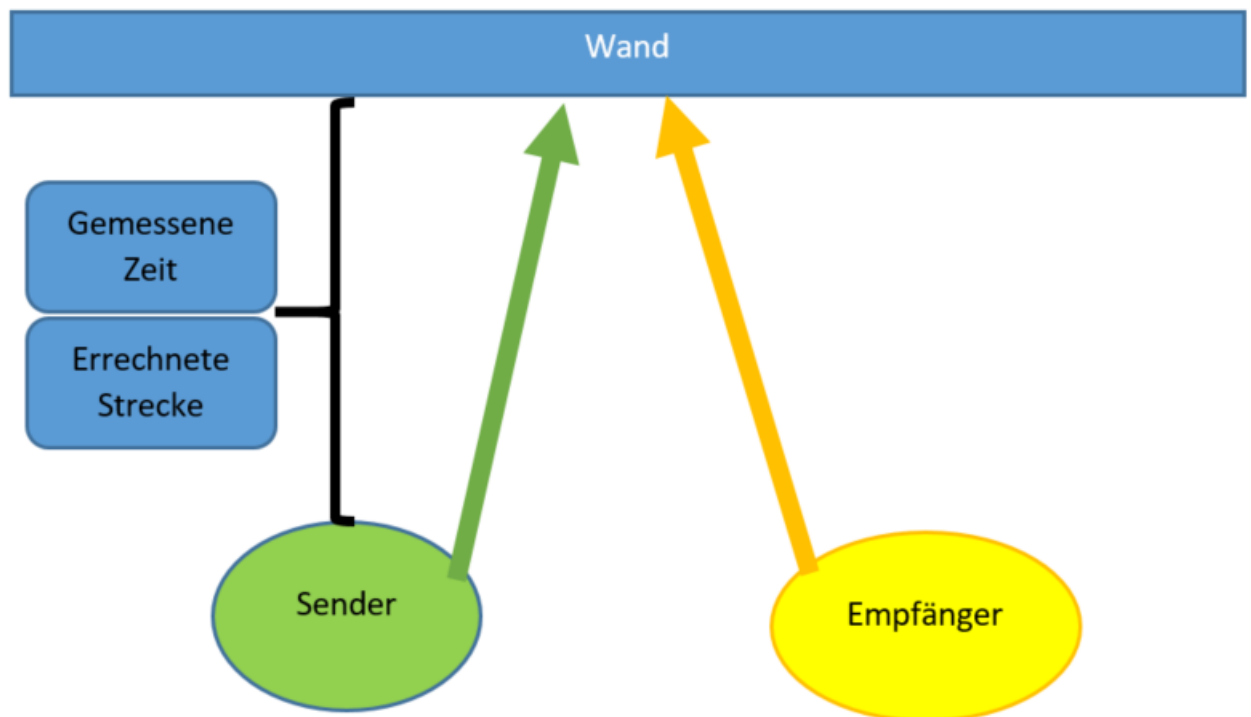 Wand
Gemessene
Zeit
Errechnete
Strecke
Sender
Empfänger